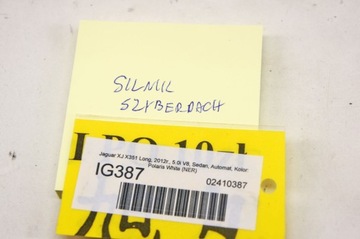 SILNIK
SZYBERDACH
Jaguar XJ X351 Long, 2012r., 5.0i V8, Sedan, Automat, Kolor:
Polaris White (NER)
IG387
02410387